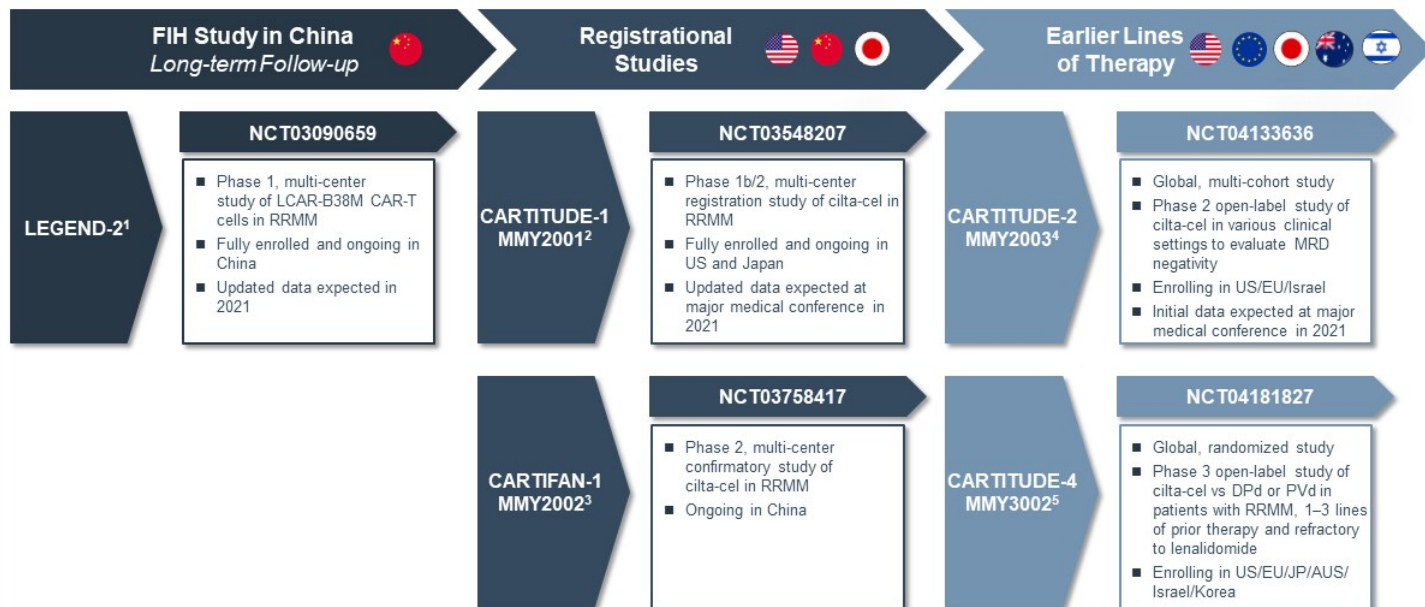 FIH Study in China
Long-term Follow-up
Registrational
Studies
Earlier Lines
of Therapy
LEGEND-2¹
NCT03090659
■ Phase 1, multi-center
study of LCAR-B38M CAR-T
cells in RRMM
■ Fully enrolled and ongoing in
China
■ Updated data expected in
2021
CARTITUDE-1
MMY2001²
NCT03548207
■ Phase 1b/2, multi-center
registration study of cilta-cel in
RRMM
■ Fully enrolled and ongoing in
US and Japan
■ Updated data expected at
major medical conference in
2021
CARTITUDE-2
MMY2003⁴
NCT04133636
■ Global, multi-cohort study
■ Phase 2 open-label study of
cilta-cel in various clinical
settings to evaluate MRD
negativity
■ Enrolling in US/EU/Israel
■ Initial data expected at major
medical conference in 2021
CARTIFAN-1
MMY2002³
NCT03758417
■ Phase 2, multi-center
confirmatory study of
cilta-cel in RRMM
■ Ongoing in China
CARTITUDE-4
MMY3002⁵
NCT04181827
■ Global, randomized study
■ Phase 3 open-label study of
cilta-cel vs DPd or PVd in
patients with RRMM, 1–3 lines
of prior therapy and refractory
to lenalidomide
■ Enrolling in US/EU/JP/AUS/
Israel/Korea